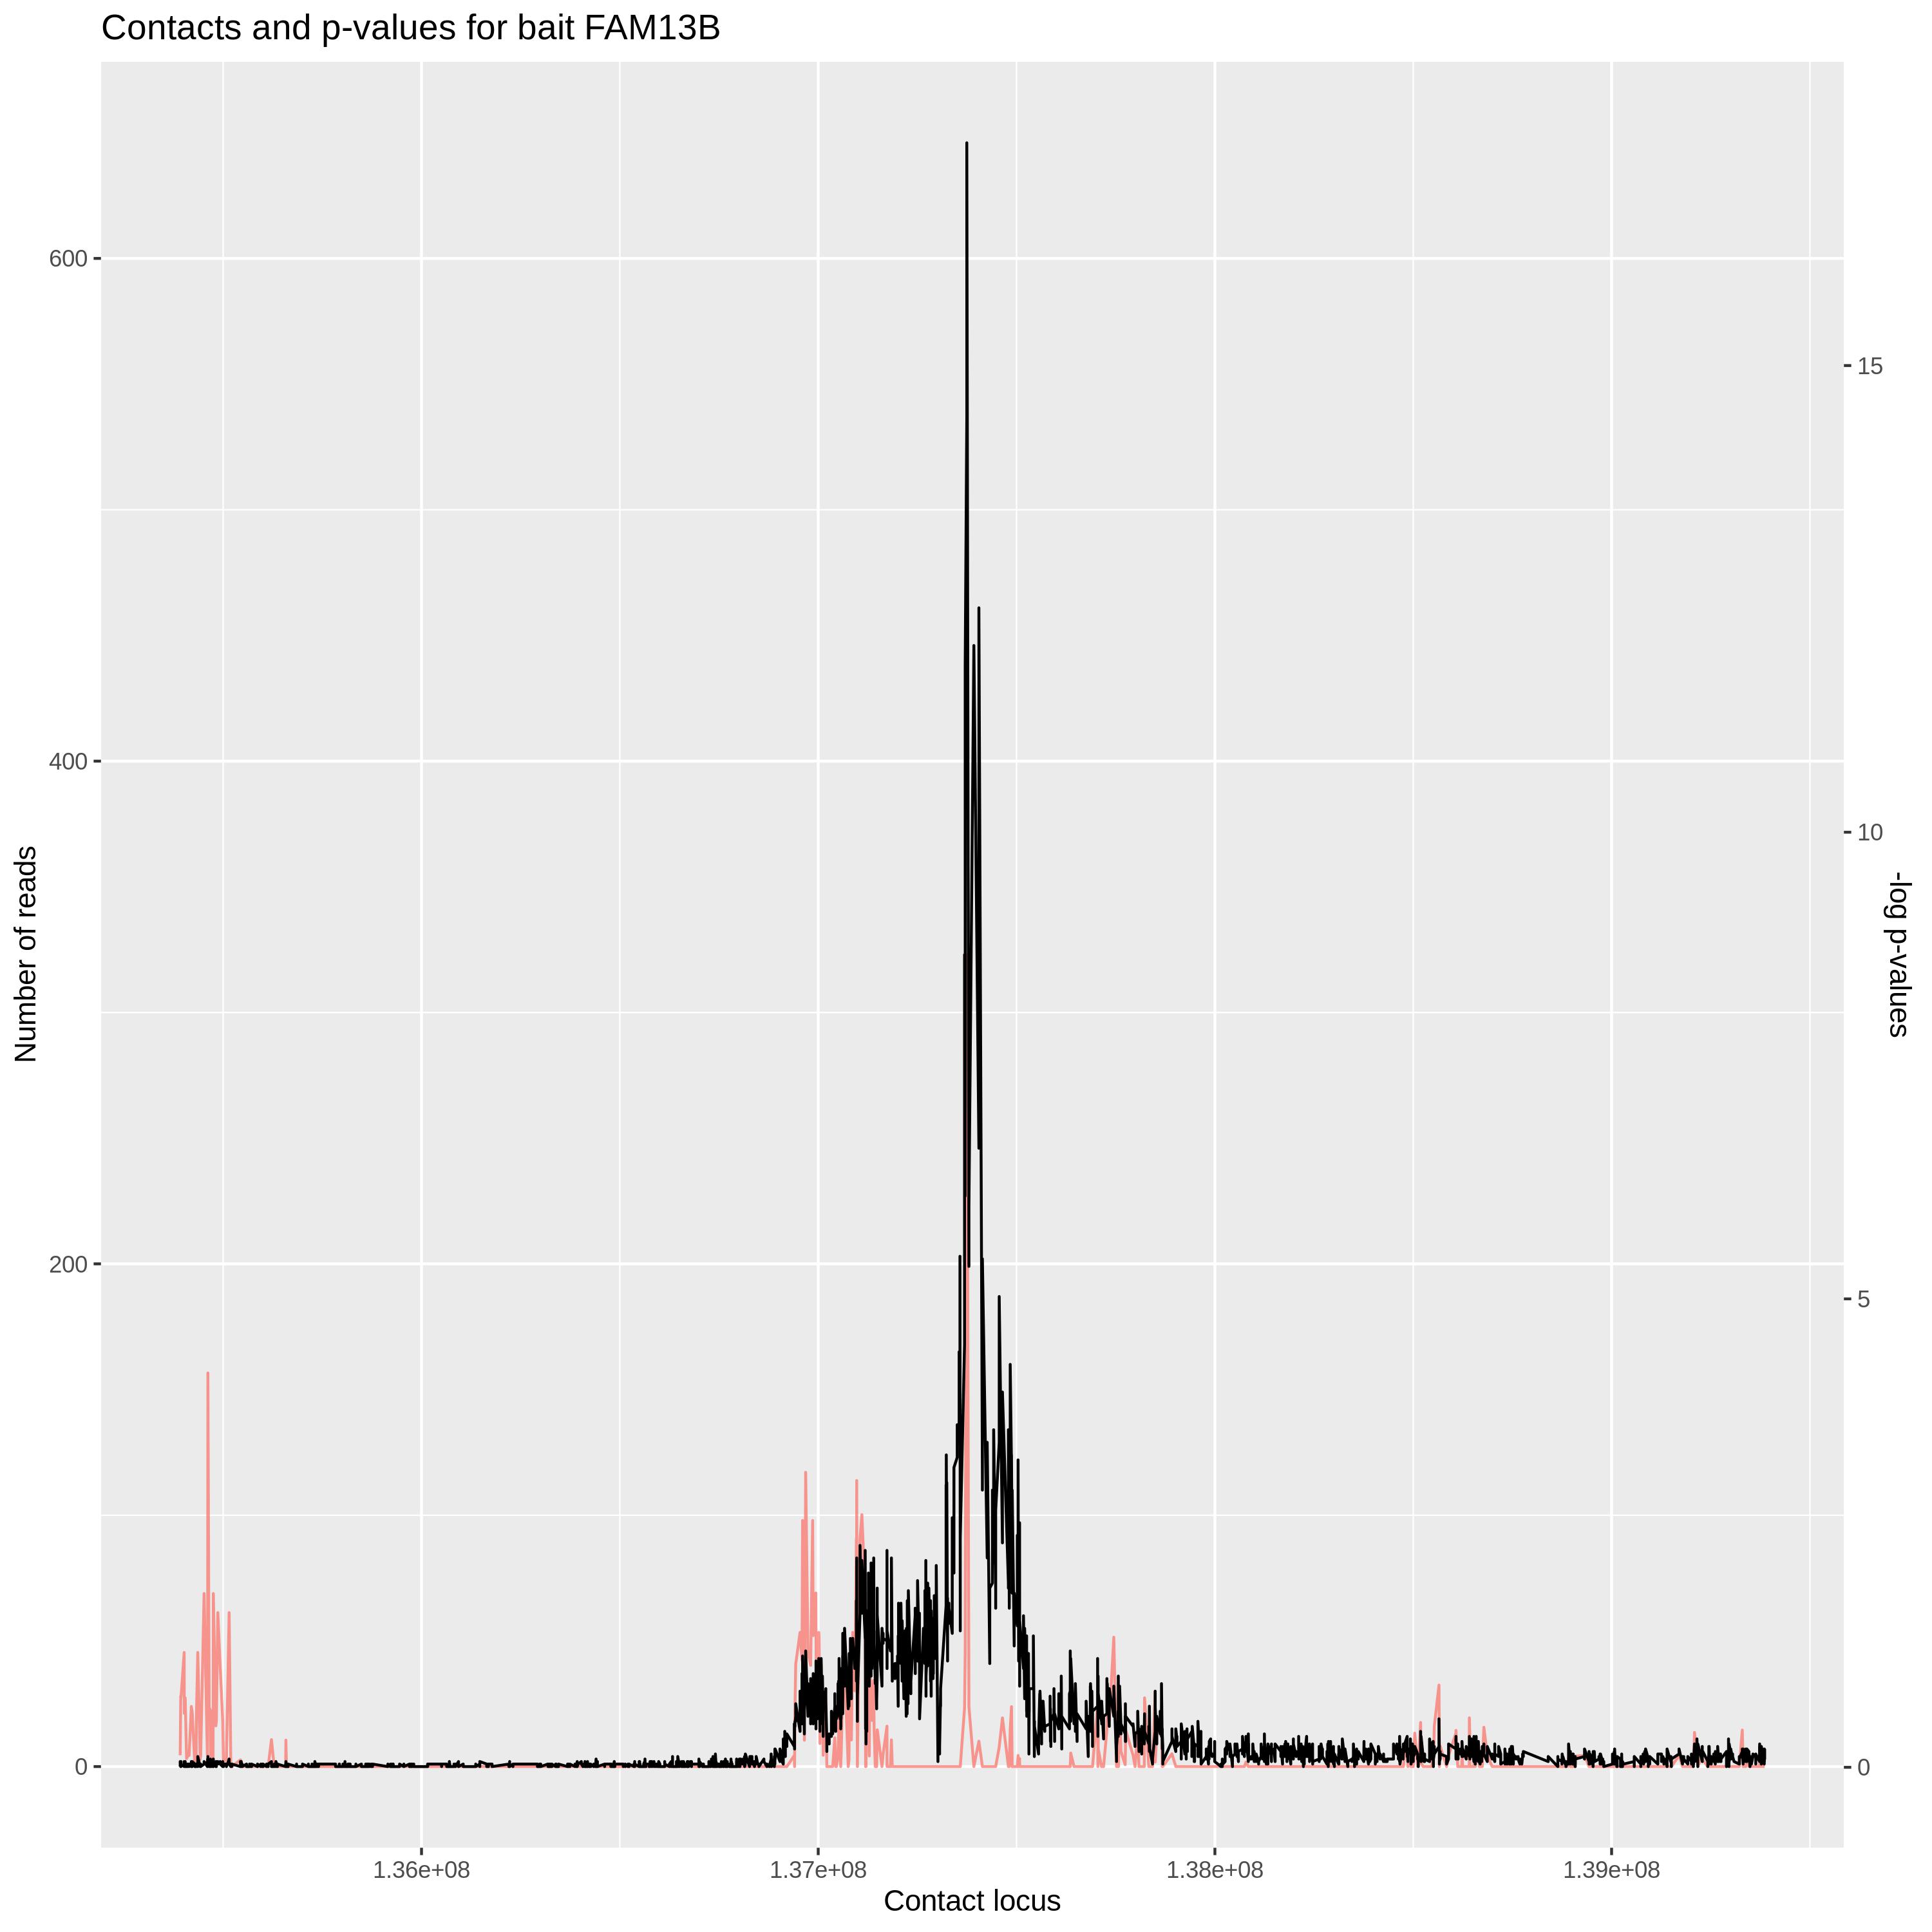 Contacts and p-values for bait FAM13B
600
400
200
0
Number of reads
15
10
5
0
-log p-values
1.36e+08
1.37e+08
1.38e+08
1.39e+08
Contact locus